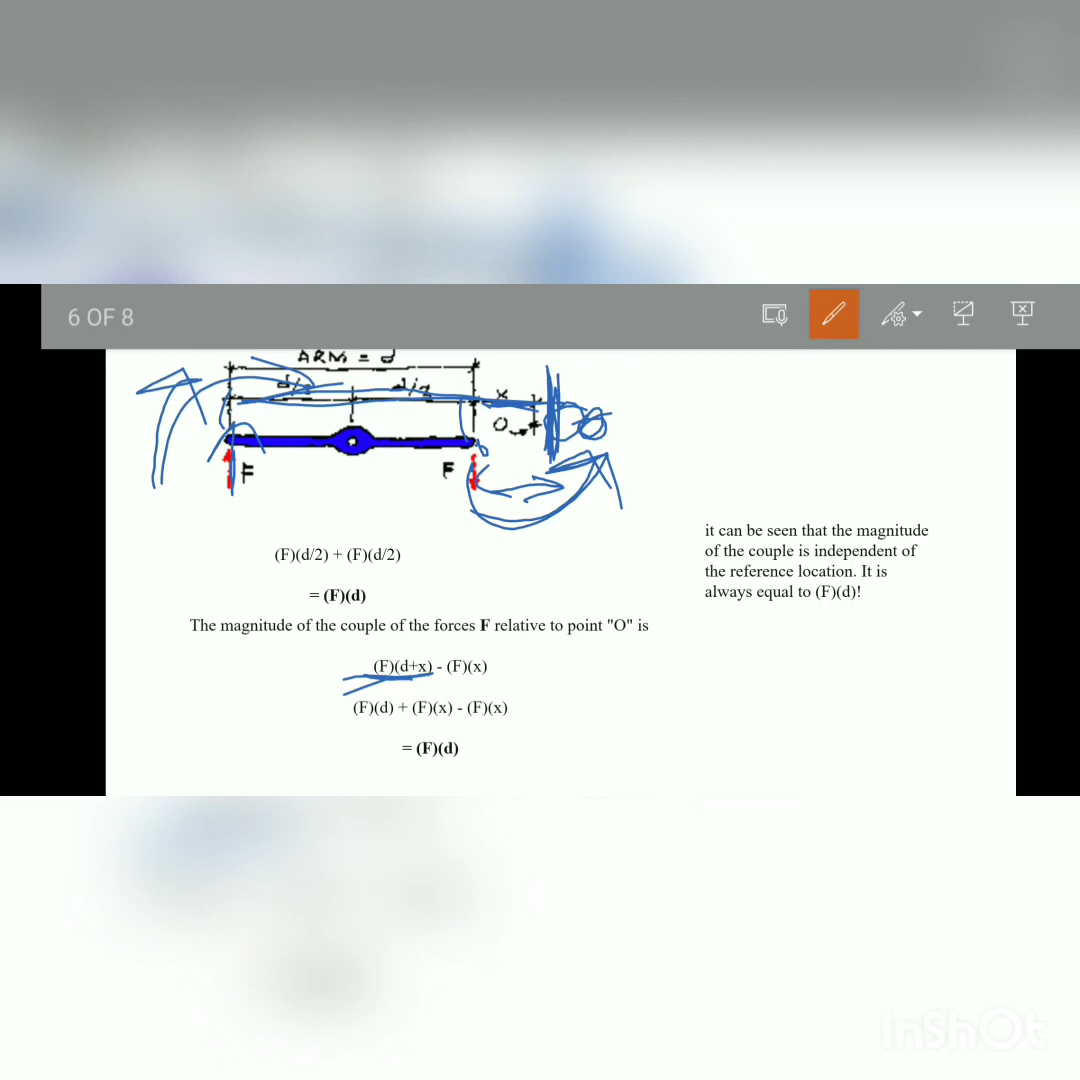 6 OF 8
ARM = d
d/2 d/2 x
O
F F
(F)(d/2) + (F)(d/2)
= (F)(d)
The magnitude of the couple of the forces F relative to point "O" is
(F)(d+x) - (F)(x)
(F)(d) + (F)(x) - (F)(x)
= (F)(d)
it can be seen that the magnitude
of the couple is independent of
the reference location. It is
always equal to (F)(d)!
InShOt